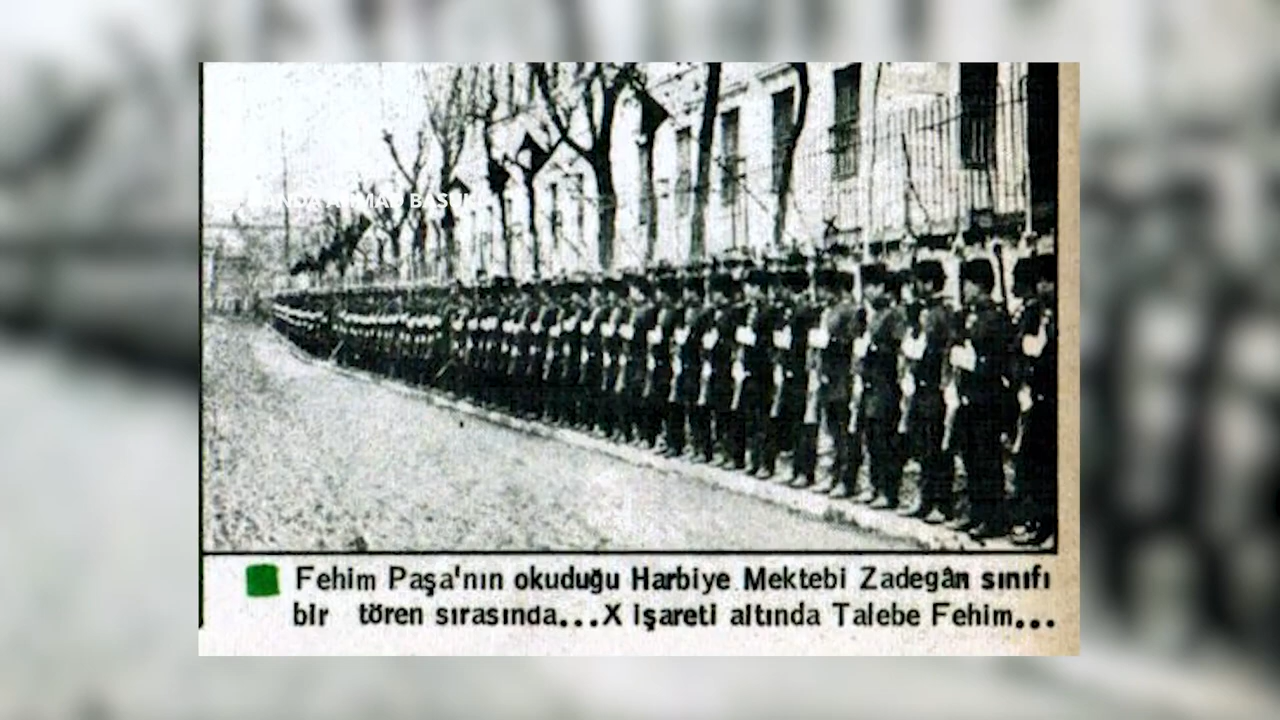 Fehim Paşa'nın okuduğu Harbiye Mektebi Zadegân sınıfı
bir tören sırasında...X işareti altında Talebe Fehim...